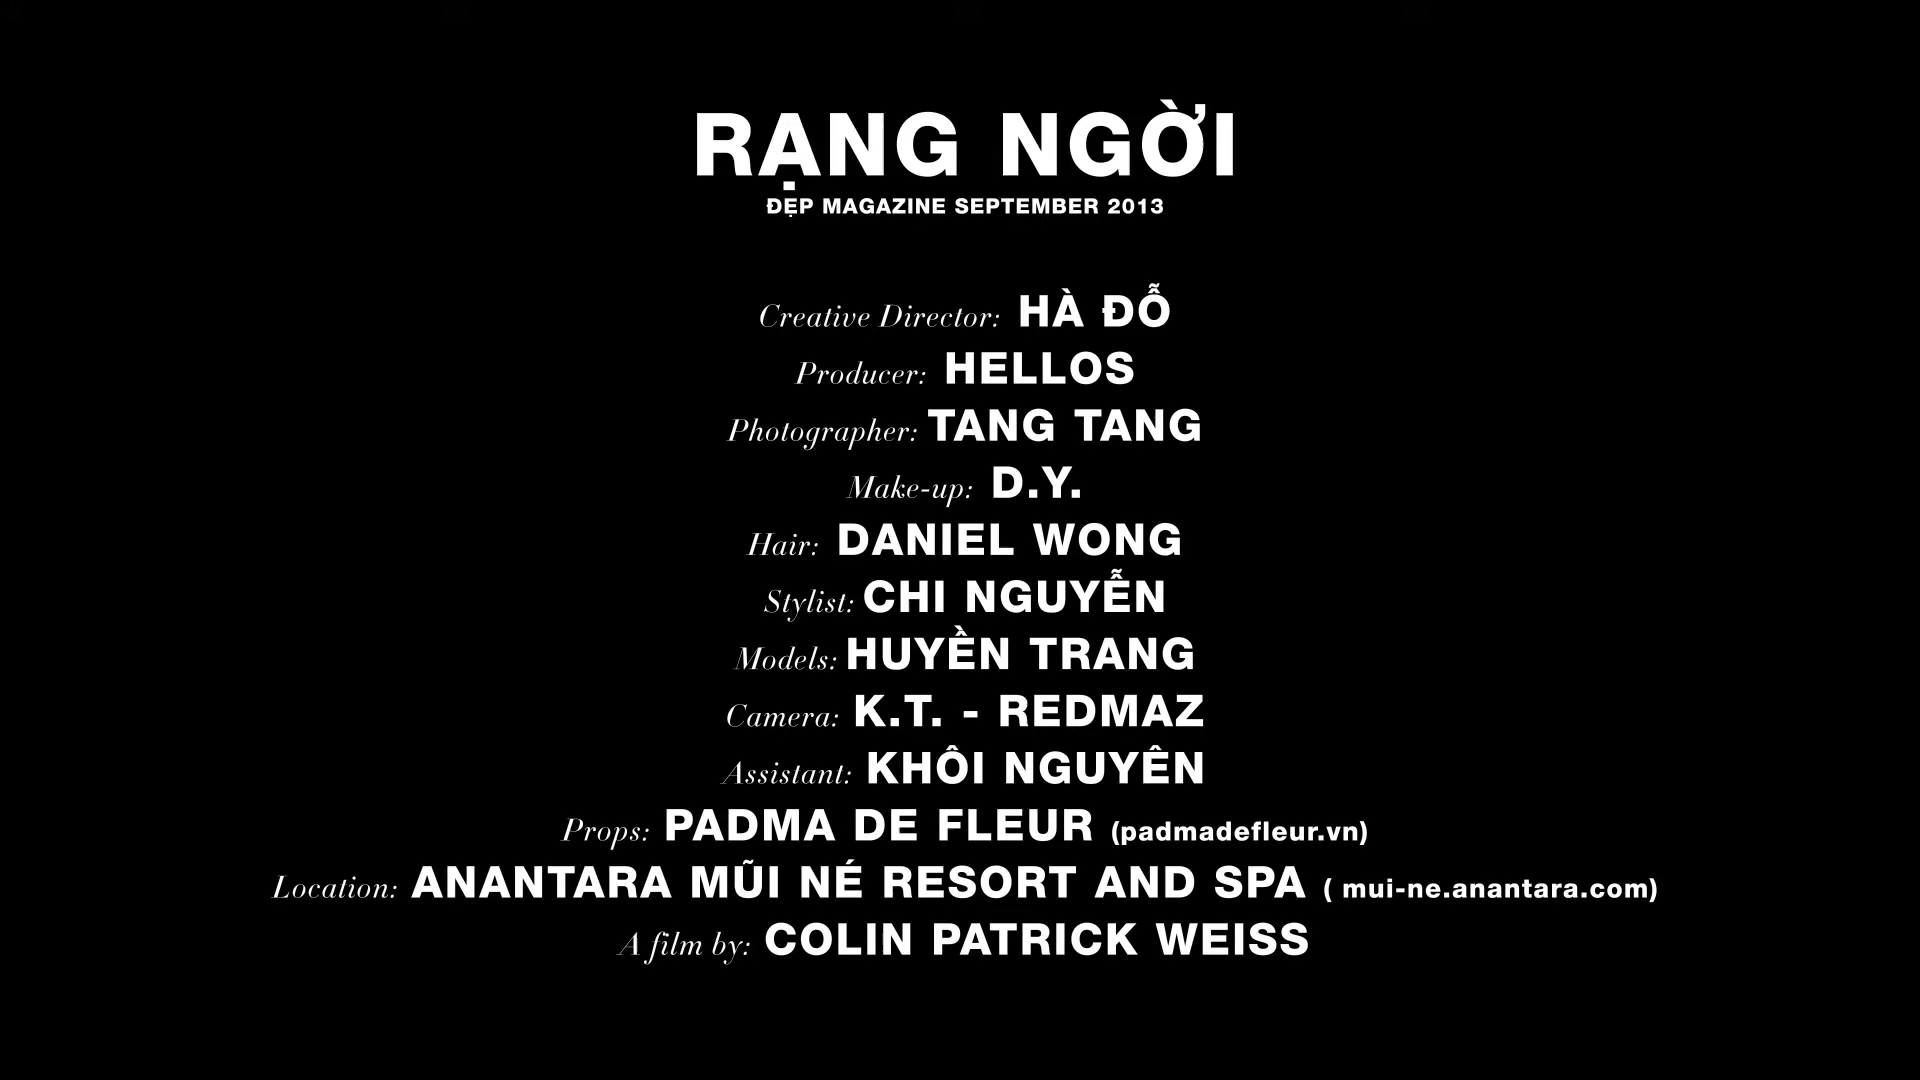 RẠNG NGỜI
ĐẸP MAGAZINE SEPTEMBER 2013
Creative Director: HÀ ĐỖ
Producer: HELLOS
Photographer: TANG TANG
Make-up: D.Y.
Hair: DANIEL WONG
Stylist: CHI NGUYỄN
Models: HUYỀN TRANG
Camera: K.T. - REDMAZ
Assistant: KHÔI NGUYÊN
Props: PADMA DE FLEUR (padmadefleur.vn)
Location: ANANTARA MŨI NÉ RESORT AND SPA ( mui-ne.anantara.com)
A film by: COLIN PATRICK WEISS